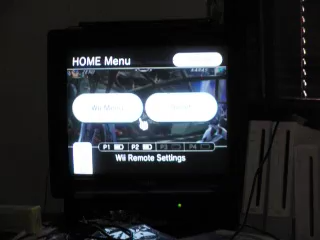 HOME Menu
Wii Menu
Reset
P1 P2 P3 P4
Wii Remote Settings